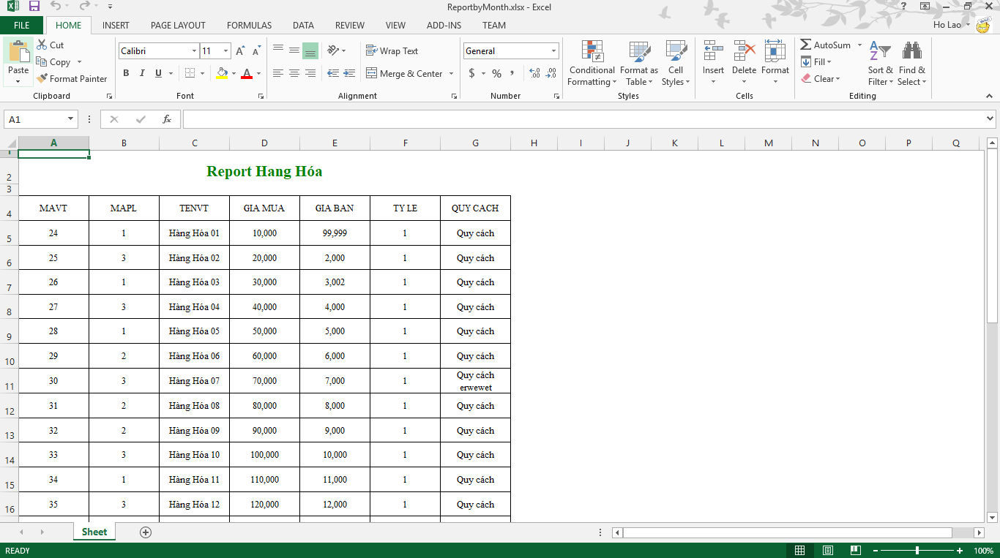 ReportbyMonth.xlsx - Excel
FILE HOME INSERT PAGE LAYOUT FORMULAS DATA REVIEW VIEW ADD-INS TEAM Ho Lao
Cut
Copy
Format Painter
Paste
Clipboard
Calibri 11
B I U
Font
Wrap Text
Merge & Center
Alignment
General
$ % ,
Number
Conditional Formatting
Format as Table
Cell Styles
Styles
Insert Delete Format
Cells
AutoSum
Fill
Clear
Sort & Filter
Find & Select
Editing
A1 fx
A B C D E F G H I J K L M N O P Q
1
2 Report Hang Hóa
3
4 MAVT MAPL TENVT GIA MUA GIA BAN TY LE QUY CACH
5 24 1 Hàng Hóa 01 10,000 99,999 1 Quy cách
6 25 3 Hàng Hóa 02 20,000 2,000 1 Quy cách
7 26 1 Hàng Hóa 03 30,000 3,002 1 Quy cách
8 27 3 Hàng Hóa 04 40,000 4,000 1 Quy cách
9 28 1 Hàng Hóa 05 50,000 5,000 1 Quy cách
10 29 2 Hàng Hóa 06 60,000 6,000 1 Quy cách
11 30 3 Hàng Hóa 07 70,000 7,000 1 Quy cách erwewet
12 31 2 Hàng Hóa 08 80,000 8,000 1 Quy cách
13 32 2 Hàng Hóa 09 90,000 9,000 1 Quy cách
14 33 3 Hàng Hóa 10 100,000 10,000 1 Quy cách
15 34 1 Hàng Hóa 11 110,000 11,000 1 Quy cách
16 35 3 Hàng Hóa 12 120,000 12,000 1 Quy cách
Sheet
READY 100%